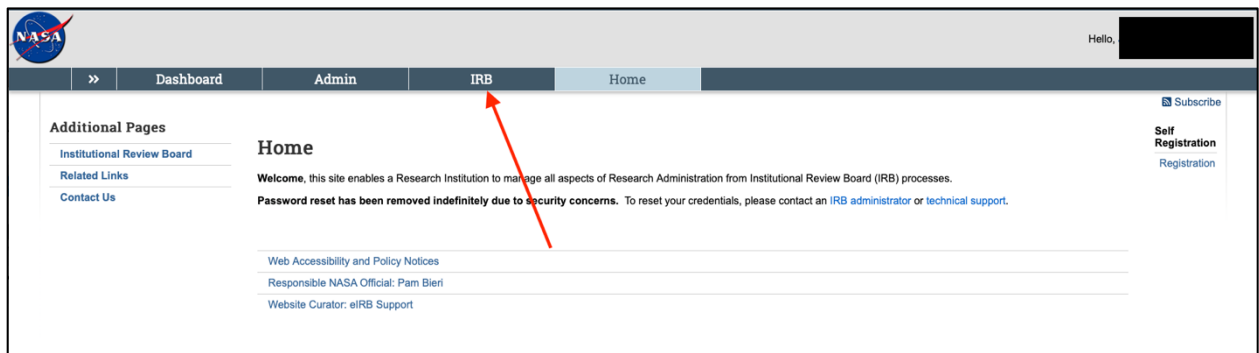 NASA
Hello,
» Dashboard Admin IRB Home
Subscribe
Additional Pages
Institutional Review Board
Related Links
Contact Us
Home
Welcome, this site enables a Research Institution to manage all aspects of Research Administration from Institutional Review Board (IRB) processes.
Password reset has been removed indefinitely due to security concerns. To reset your credentials, please contact an IRB administrator or technical support.
Web Accessibility and Policy Notices
Responsible NASA Official: Pam Bieri
Website Curator: eIRB Support
Self
Registration
Registration